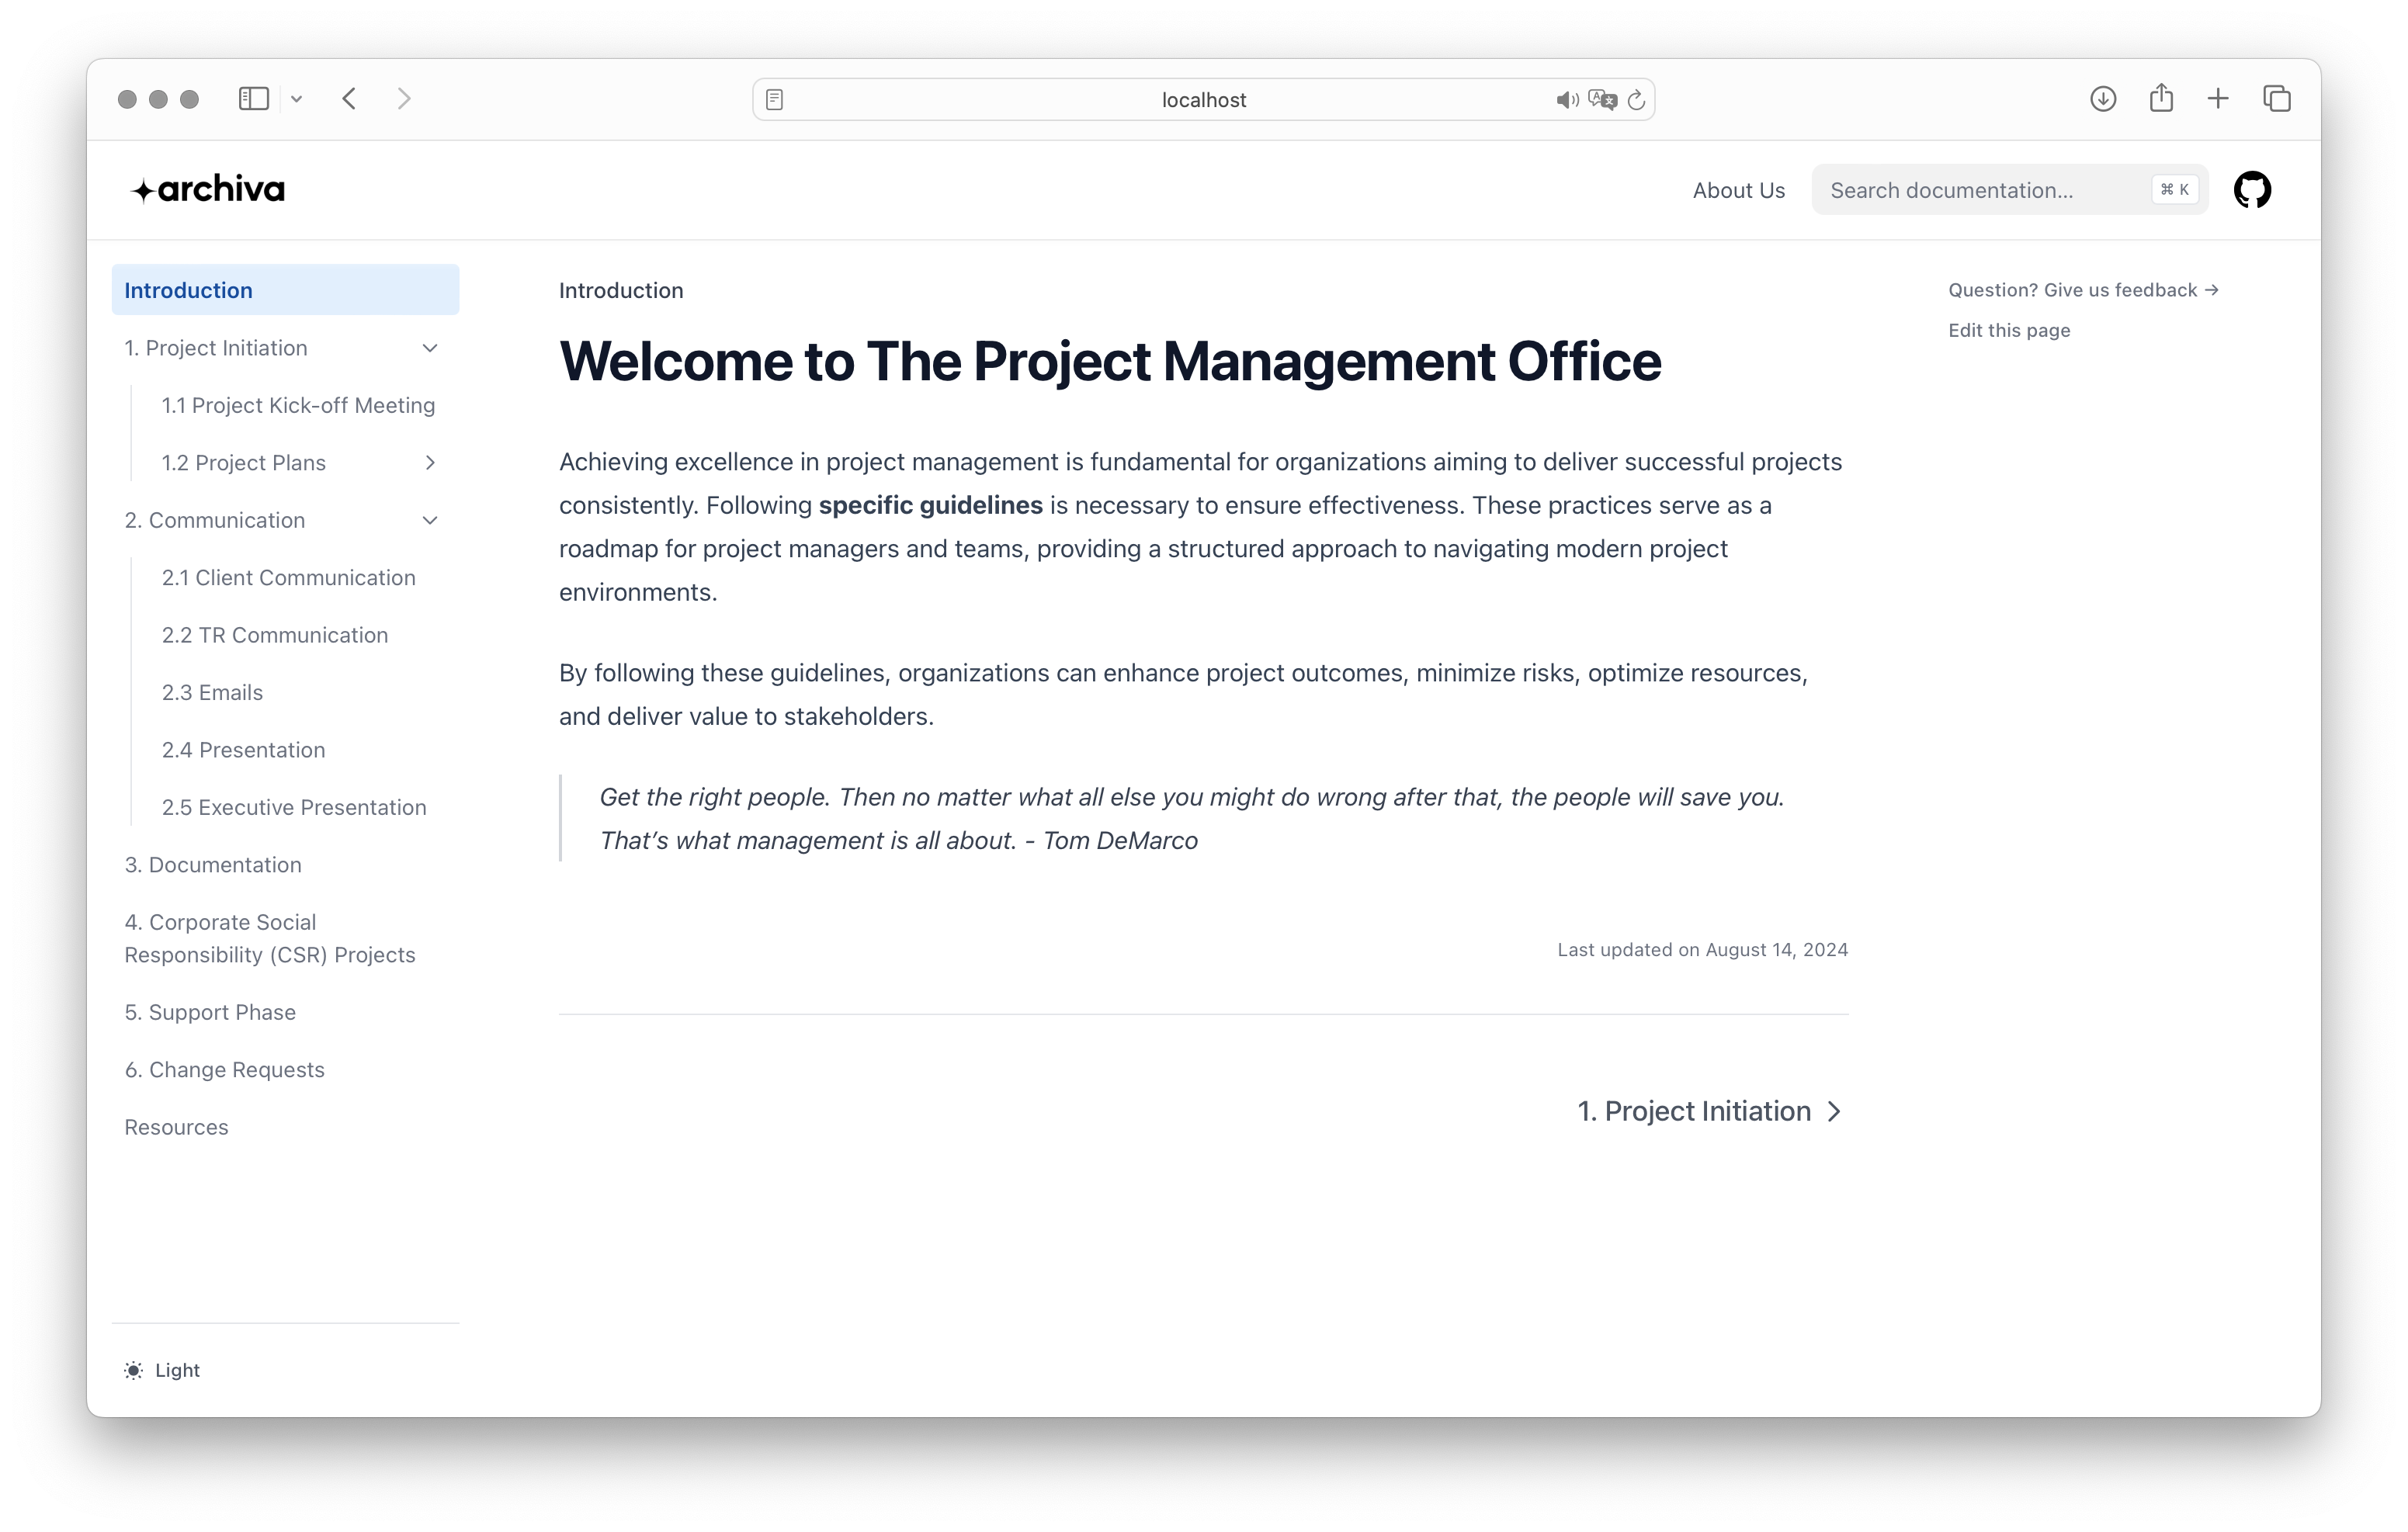 localhost
archiva
About Us
Search documentation...
⌘ K
Introduction
1. Project Initiation
1.1 Project Kick-off Meeting
1.2 Project Plans
2. Communication
2.1 Client Communication
2.2 TR Communication
2.3 Emails
2.4 Presentation
2.5 Executive Presentation
3. Documentation
4. Corporate Social
Responsibility (CSR) Projects
5. Support Phase
6. Change Requests
Resources
Light
Introduction
Welcome to The Project Management Office
Achieving excellence in project management is fundamental for organizations aiming to deliver successful projects
consistently. Following specific guidelines is necessary to ensure effectiveness. These practices serve as a
roadmap for project managers and teams, providing a structured approach to navigating modern project
environments.
By following these guidelines, organizations can enhance project outcomes, minimize risks, optimize resources,
and deliver value to stakeholders.
Get the right people. Then no matter what all else you might do wrong after that, the people will save you.
That’s what management is all about. - Tom DeMarco
Last updated on August 14, 2024
1. Project Initiation
Question? Give us feedback →
Edit this page